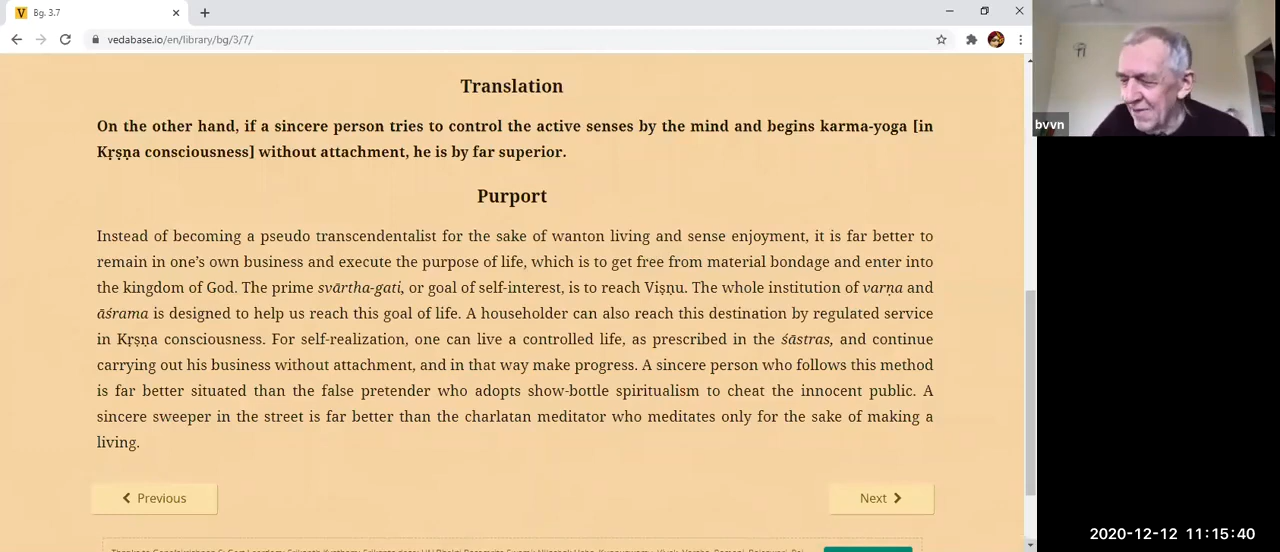 Bg. 3.7
vedabase.io/en/library/bg/3/7/
Translation
On the other hand, if a sincere person tries to control the active senses by the mind and begins karma-yoga [in
Kṛṣṇa consciousness] without attachment, he is by far superior.
Purport
Instead of becoming a pseudo transcendentalist for the sake of wanton living and sense enjoyment, it is far better to
remain in one’s own business and execute the purpose of life, which is to get free from material bondage and enter into
the kingdom of God. The prime svārtha-gati, or goal of self-interest, is to reach Viṣṇu. The whole institution of varṇa and
āśrama is designed to help us reach this goal of life. A householder can also reach this destination by regulated service
in Kṛṣṇa consciousness. For self-realization, one can live a controlled life, as prescribed in the śāstras, and continue
carrying out his business without attachment, and in that way make progress. A sincere person who follows this method
is far better situated than the false pretender who adopts show-bottle spiritualism to cheat the innocent public. A
sincere sweeper in the street is far better than the charlatan meditator who meditates only for the sake of making a
living.
Previous
Next
bvvn
2020-12-12 11:15:40